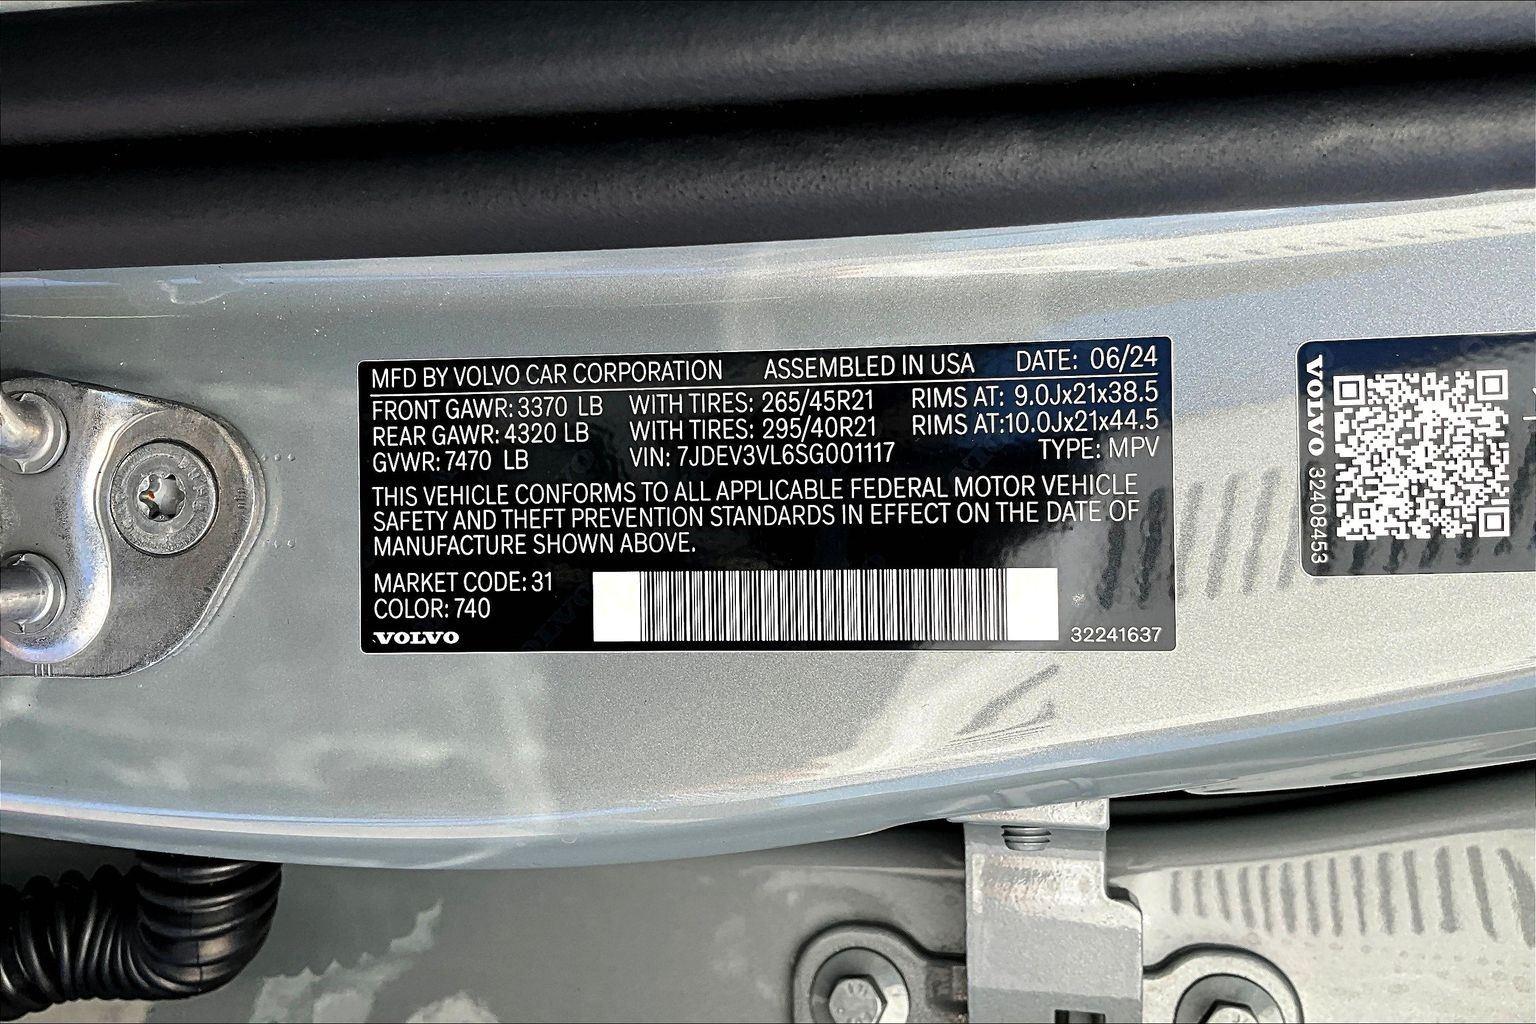 MFD BY VOLVO CAR CORPORATION ASSEMBLED IN USA DATE: 06/24
FRONT GAWR: 3370 LB WITH TIRES: 265/45R21 RIMS AT: 9.0Jx21x38.5
REAR GAWR: 4320 LB WITH TIRES: 295/40R21 RIMS AT:10.0Jx21x44.5
GVWR: 7470 LB VIN: 7JDEV3VL6SG001117 TYPE: MPV
THIS VEHICLE CONFORMS TO ALL APPLICABLE FEDERAL MOTOR VEHICLE
SAFETY AND THEFT PREVENTION STANDARDS IN EFFECT ON THE DATE OF
MANUFACTURE SHOWN ABOVE.
MARKET CODE: 31
COLOR: 740
VOLVO
32241637
VOLVO 32408453